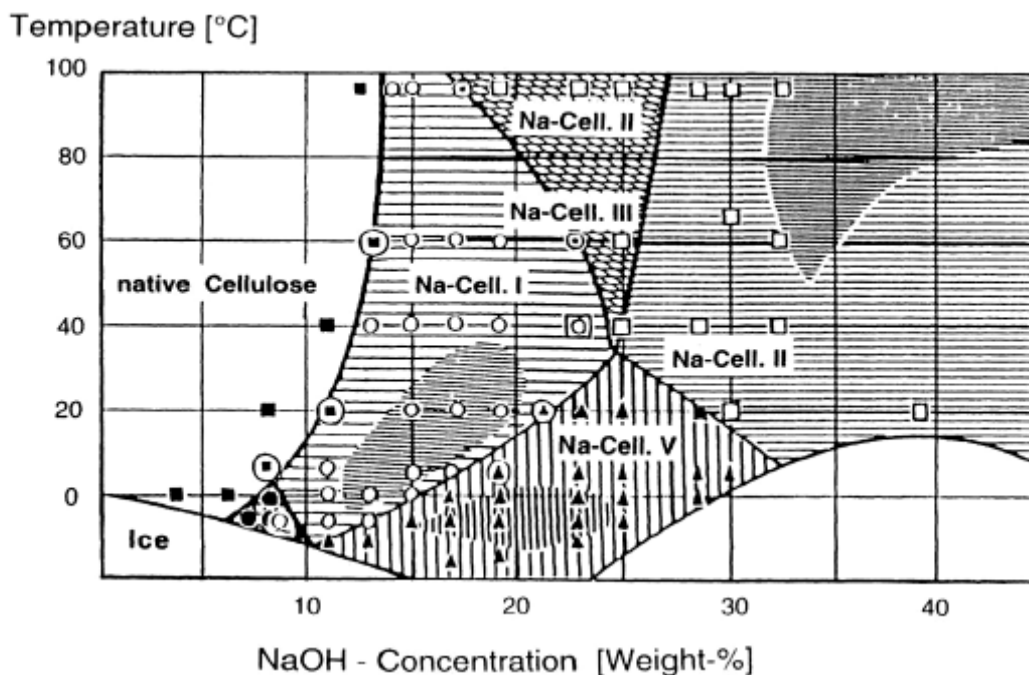 Temperature [°C]
100
Na-Cell. II
80
Na-Cell. III
60
native Cellulose
Na-Cell. I
40
Na-Cell. II
20
Na-Cell. V
0
Ice
10
20
30
40
NaOH - Concentration [Weight-%]